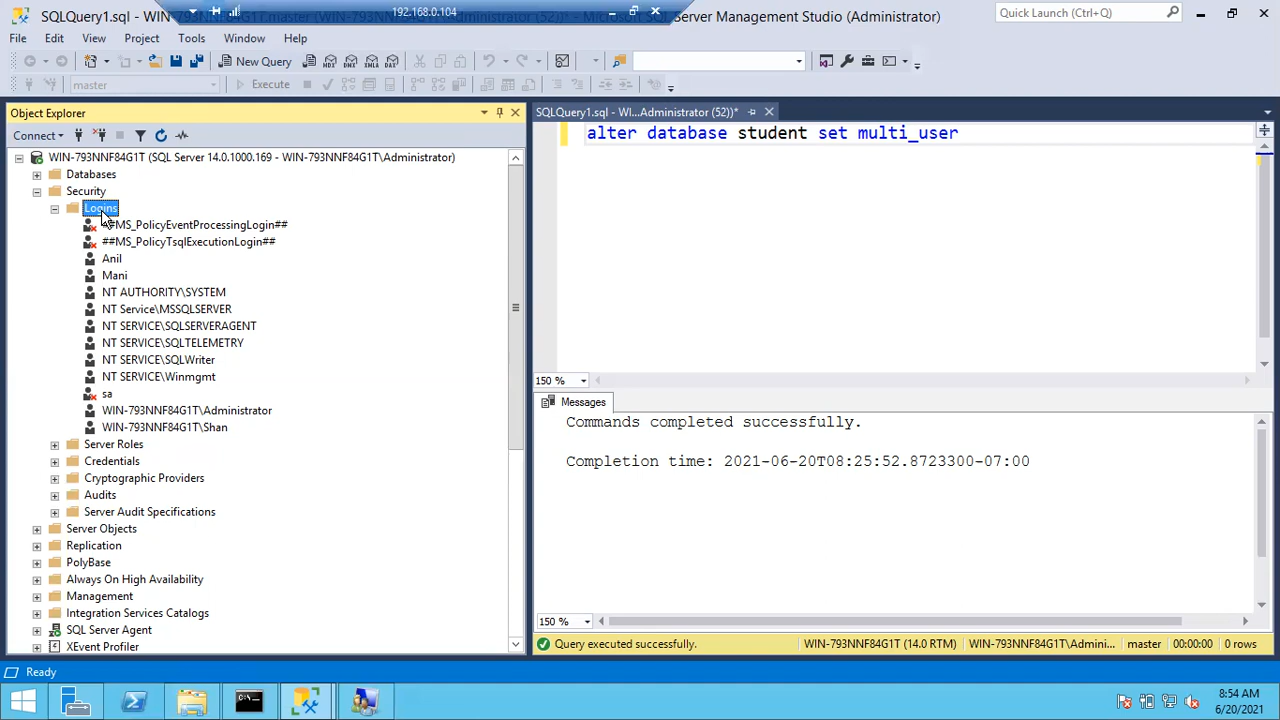 SQLQuery1.sql - WIN-793NNF84G1T.master (WIN-793NNF84G1T\Administrator (52))* - Microsoft SQL Server Management Studio (Administrator)
192.168.0.104
Quick Launch (Ctrl+Q)
File Edit View Project Tools Window Help
New Query
MDX DMX XMLA DAX
master Execute
Object Explorer
SQLQuery1.sql - WI...Administrator (52))*
Connect
alter database student set multi_user
WIN-793NNF84G1T (SQL Server 14.0.1000.169 - WIN-793NNF84G1T\Administrator)
Databases
Security
Logins
##MS_PolicyEventProcessingLogin##
##MS_PolicyTsqlExecutionLogin##
Anil
Mani
NT AUTHORITY\SYSTEM
NT Service\MSSQLSERVER
NT SERVICE\SQLSERVERAGENT
NT SERVICE\SQLTELEMETRY
NT SERVICE\SQLWriter
NT SERVICE\Winmgmt
sa
WIN-793NNF84G1T\Administrator
WIN-793NNF84G1T\Shan
Server Roles
Credentials
Cryptographic Providers
Audits
Server Audit Specifications
Server Objects
Replication
PolyBase
Always On High Availability
Management
Integration Services Catalogs
SQL Server Agent
XEvent Profiler
150 %
Messages
Commands completed successfully.
Completion time: 2021-06-20T08:25:52.8723300-07:00
150 %
Query executed successfully. WIN-793NNF84G1T (14.0 RTM) WIN-793NNF84G1T\Admini... master 00:00:00 0 rows
Ready
8:54 AM
6/20/2021